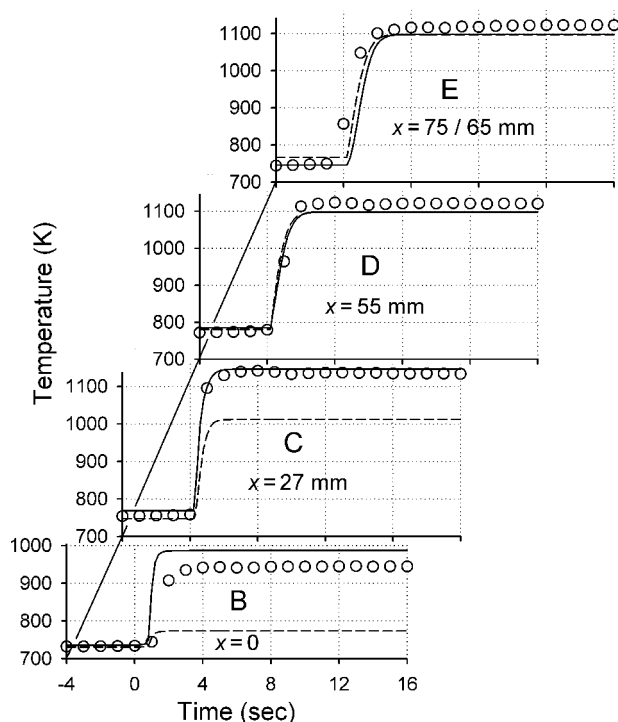 1100
1000
900
800
700
E
x = 75 / 65 mm
1100
1000
900
800
700
D
x = 55 mm
1100
1000
900
800
700
C
x = 27 mm
1000
900
800
700
B
x = 0
-4 0 4 8 12 16
Time (sec)
Temperature (K)